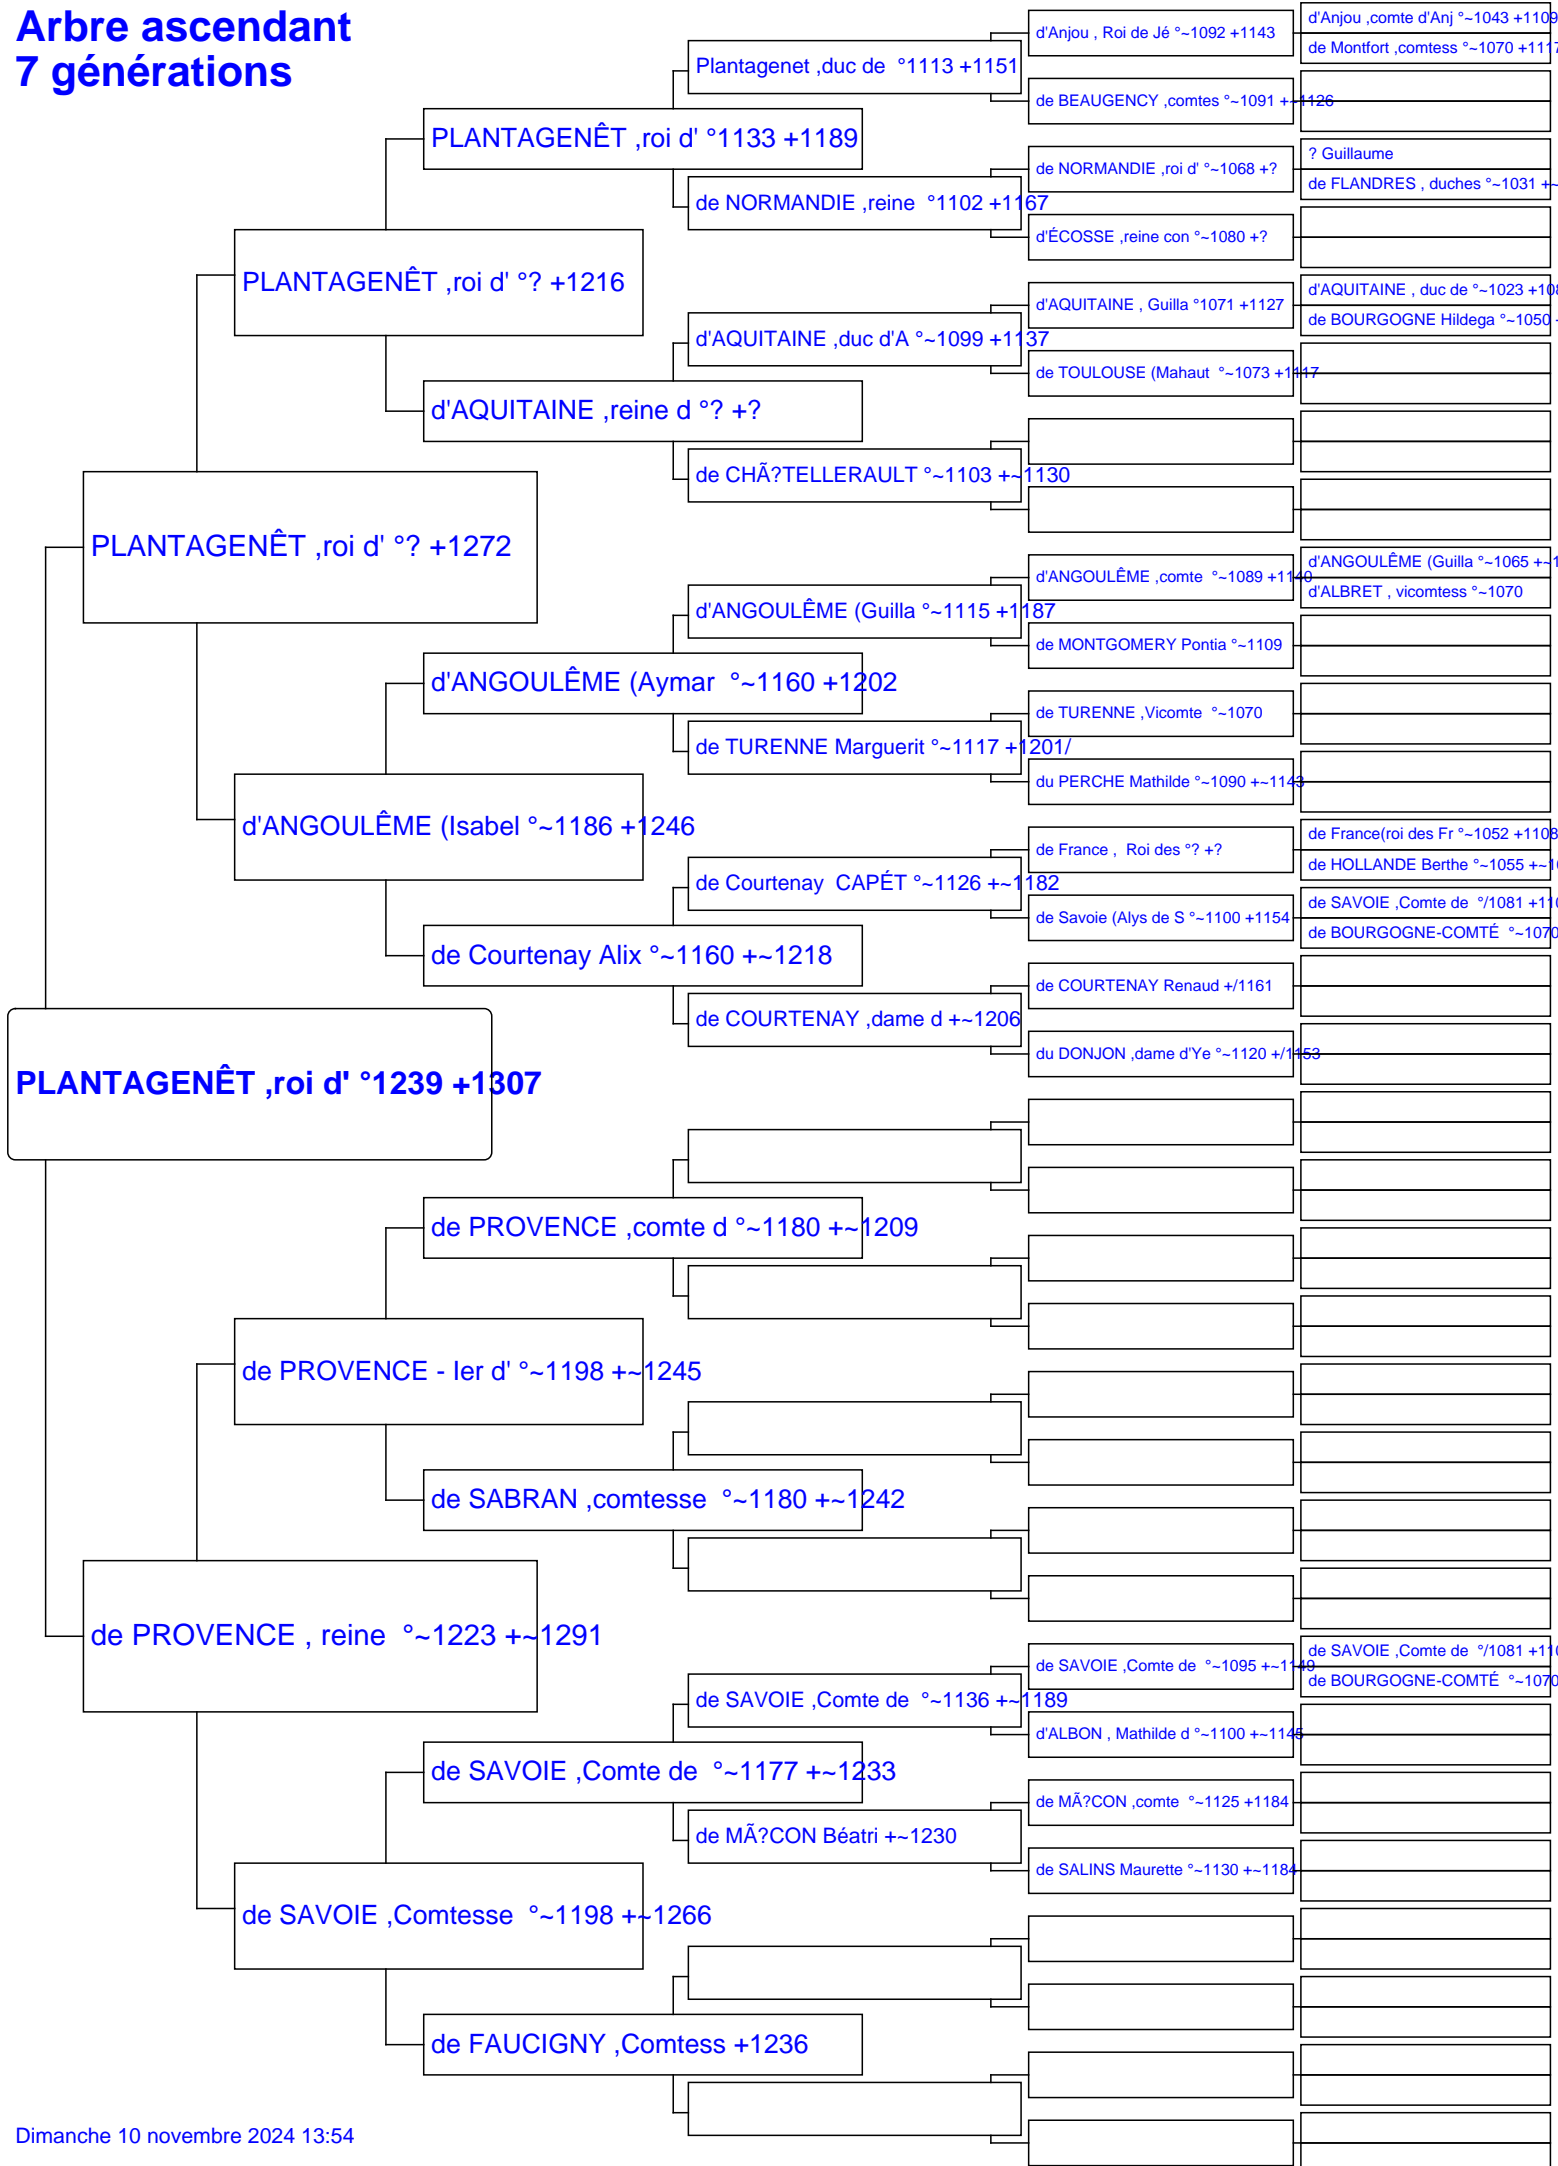 Arbre ascendant
7 générations
d'Anjou ,comte d'Anj °~1043 +1109
d'Anjou , Roi de Jé °~1092 +1143
de Montfort ,comtess °~1070 +1117
Plantagenet ,duc de  °1113 +1151
de BEAUGENCY ,comtes °~1091 +~1126
PLANTAGENÊT ,roi d' °1133 +1189
? Guillaume
de NORMANDIE ,roi d' °~1068 +?
de FLANDRES , duches °~1031 +~
de NORMANDIE ,reine  °1102 +1167
d'ÉCOSSE ,reine con °~1080 +?
PLANTAGENÊT ,roi d' °? +1216
d'AQUITAINE , duc de °~1023 +108
d'AQUITAINE , Guilla °1071 +1127
de BOURGOGNE Hildega °~1050 +
d'AQUITAINE ,duc d'A °~1099 +1137
de TOULOUSE (Mahaut  °~1073 +1117
d'AQUITAINE ,reine d °? +?
de CHÃ?TELLERAULT °~1103 +~1130
PLANTAGENÊT ,roi d' °? +1272
d'ANGOULÊME (Guilla °~1065 +~1
d'ANGOULÊME ,comte  °~1089 +1140
d'ALBRET , vicomtess °~1070
d'ANGOULÊME (Guilla °~1115 +1187
de MONTGOMERY Pontia °~1109
d'ANGOULÊME (Aymar  °~1160 +1202
de TURENNE ,Vicomte  °~1070
de TURENNE Marguerit °~1117 +1201/
du PERCHE Mathilde °~1090 +~1143
d'ANGOULÊME (Isabel °~1186 +1246
de France(roi des Fr °~1052 +1108
de France ,  Roi des °? +?
de HOLLANDE Berthe °~1055 +~1
de Courtenay  CAPÉT °~1126 +~1182
de SAVOIE ,Comte de  °/1081 +110
de Savoie (Alys de S °~1100 +1154
de BOURGOGNE-COMTÉ  °~1070
de Courtenay Alix °~1160 +~1218
de COURTENAY Renaud +/1161
de COURTENAY ,dame d +~1206
du DONJON ,dame d'Ye °~1120 +/1153
PLANTAGENÊT ,roi d' °1239 +1307
de PROVENCE ,comte d °~1180 +~1209
de PROVENCE - Ier d' °~1198 +~1245
de SABRAN ,comtesse  °~1180 +~1242
de PROVENCE , reine  °~1223 +~1291
de SAVOIE ,Comte de  °/1081 +110
de SAVOIE ,Comte de  °~1095 +~1149
de BOURGOGNE-COMTÉ  °~1070
de SAVOIE ,Comte de  °~1136 +~1189
d'ALBON , Mathilde d °~1100 +~1145
de SAVOIE ,Comte de  °~1177 +~1233
de MÃ?CON ,comte  °~1125 +1184
de MÃ?CON Béatri +~1230
de SALINS Maurette °~1130 +~1184
de SAVOIE ,Comtesse  °~1198 +~1266
de FAUCIGNY ,Comtess +1236
Dimanche 10 novembre 2024 13:54